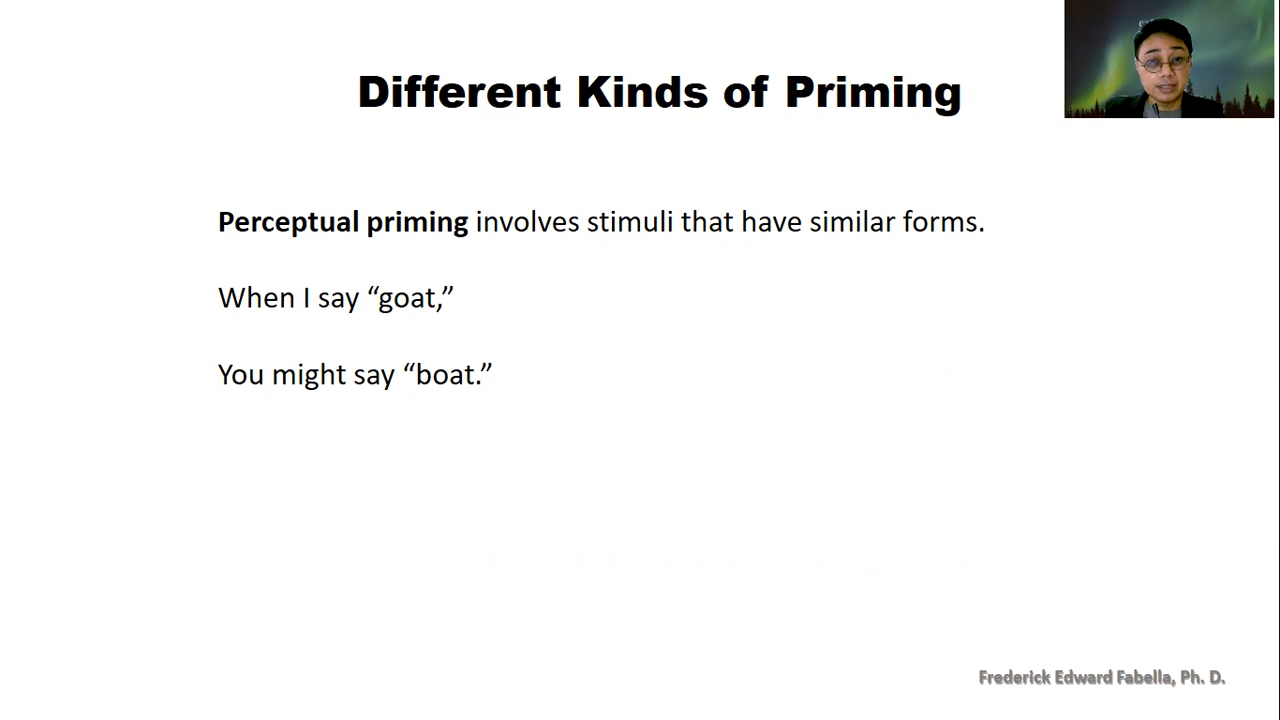 Different Kinds of Priming
Perceptual priming involves stimuli that have similar forms.
When I say “goat,”
You might say “boat.”
Frederick Edward Fabella, Ph. D.